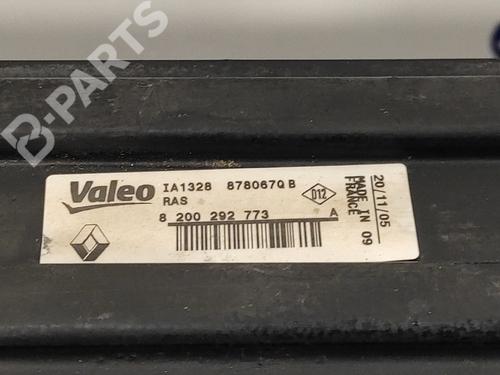 B-PARTS
Valeo
IA1328 878067Q B
RAS
D12
8 200 292 773 A
20/11/05
MADE IN 09
FRANCE